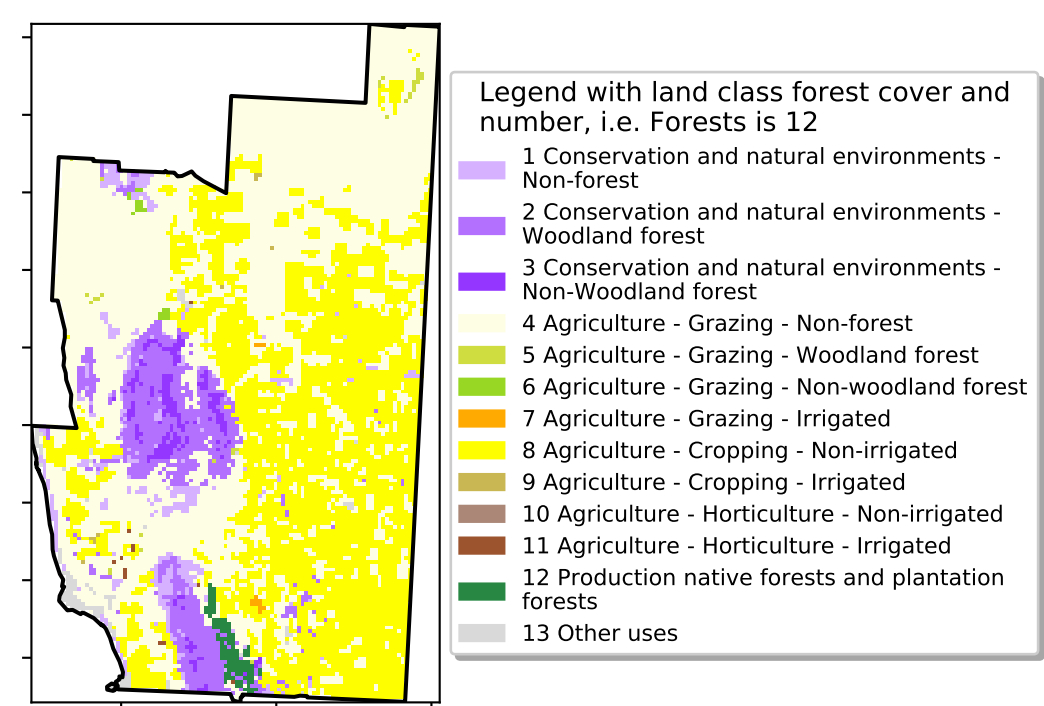 Legend with land class forest cover and
number, i.e. Forests is 12
1 Conservation and natural environments -
Non-forest
2 Conservation and natural environments -
Woodland forest
3 Conservation and natural environments -
Non-Woodland forest
4 Agriculture - Grazing - Non-forest
5 Agriculture - Grazing - Woodland forest
6 Agriculture - Grazing - Non-woodland forest
7 Agriculture - Grazing - Irrigated
8 Agriculture - Cropping - Non-irrigated
9 Agriculture - Cropping - Irrigated
10 Agriculture - Horticulture - Non-irrigated
11 Agriculture - Horticulture - Irrigated
12 Production native forests and plantation
forests
13 Other uses